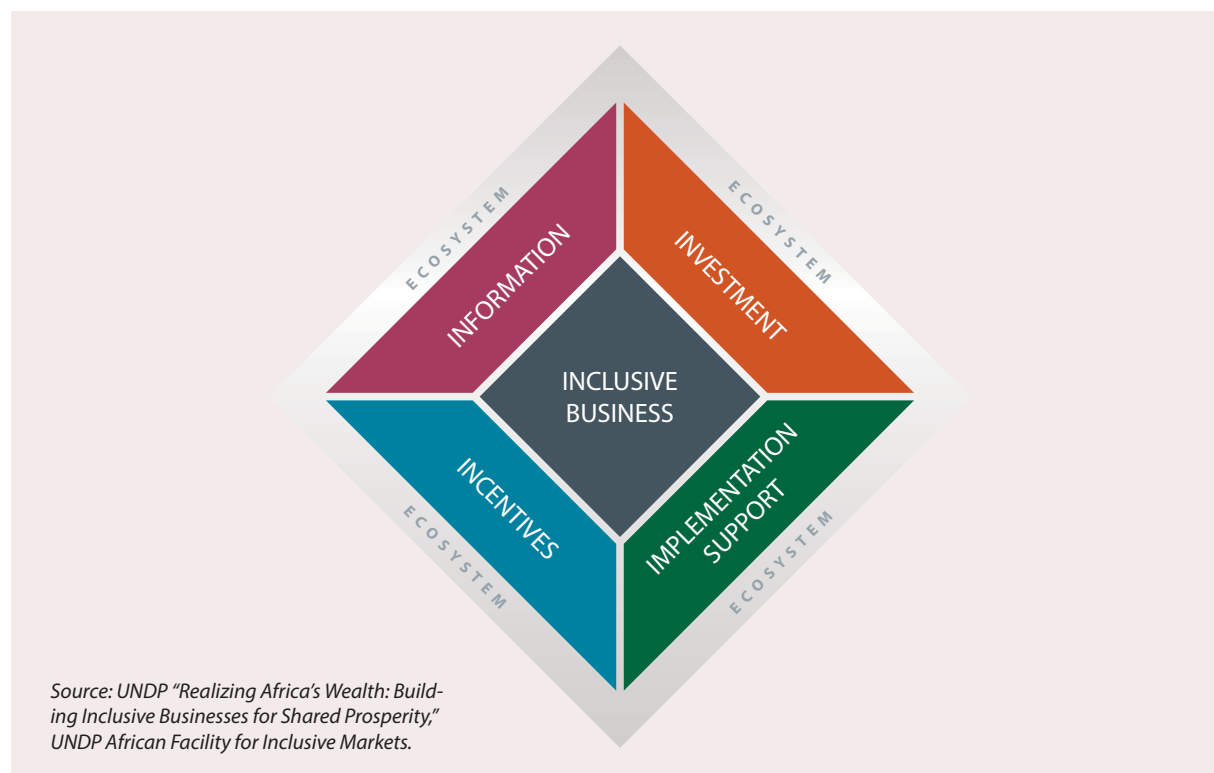 ECOSYSTEM
ECOSYSTEM
INFORMATION
INVESTMENT
INCLUSIVE
BUSINESS
INCENTIVES
IMPLEMENTATION
SUPPORT
ECOSYSTEM
ECOSYSTEM
Source: UNDP “Realizing Africa’s Wealth: Build-
ing Inclusive Businesses for Shared Prosperity,”
UNDP African Facility for Inclusive Markets.